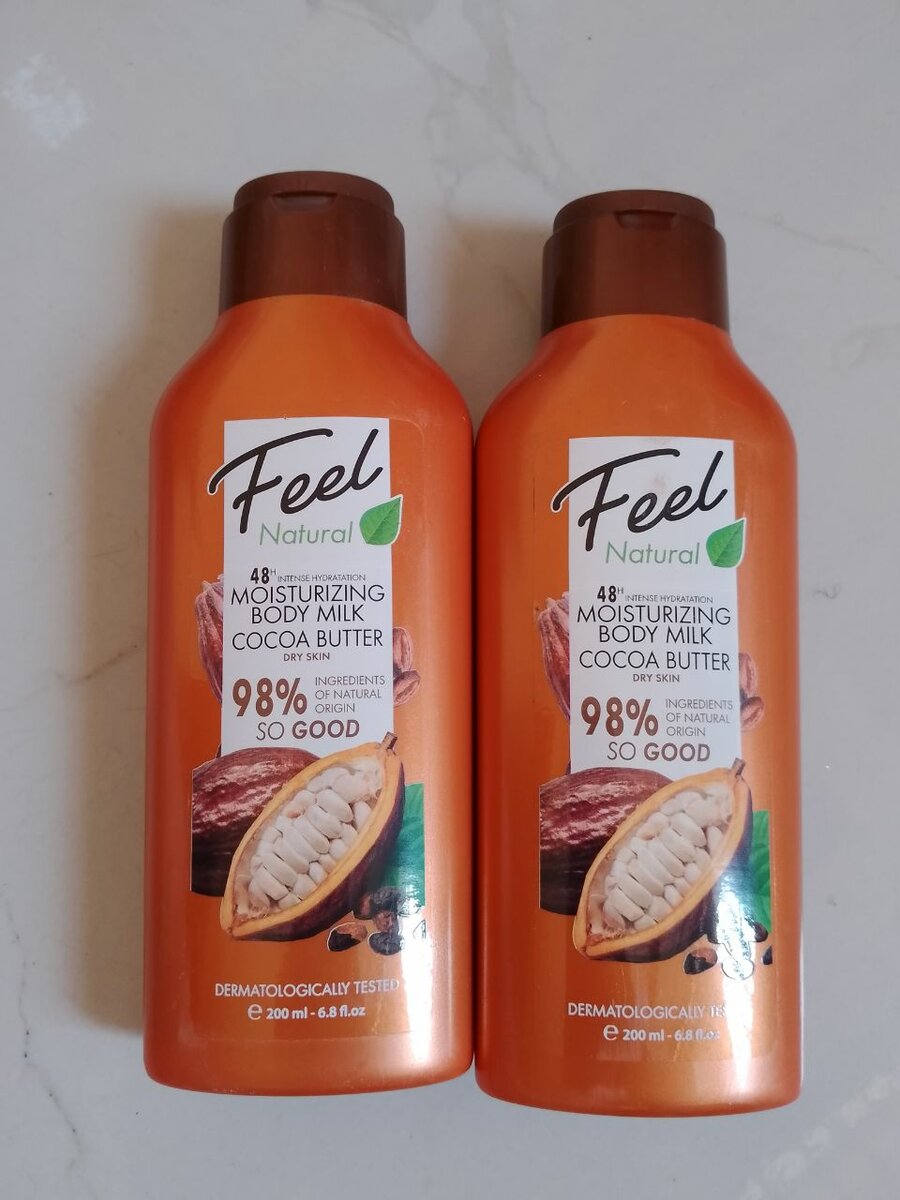 Feel
Natural
48H INTENSE HYDRATATION
MOISTURIZING
BODY MILK
COCOA BUTTER
DRY SKIN
98% INGREDIENTS
OF NATURAL
ORIGIN
SO GOOD
DERMATOLOGICALLY TESTED
e 200 ml - 6.8 fl.oz
Feel
Natural
48H INTENSE HYDRATATION
MOISTURIZING
BODY MILK
COCOA BUTTER
DRY SKIN
98% INGREDIENTS
OF NATURAL
ORIGIN
SO GOOD
DERMATOLOGICALLY
e 200 ml - 6.8 fl.oz